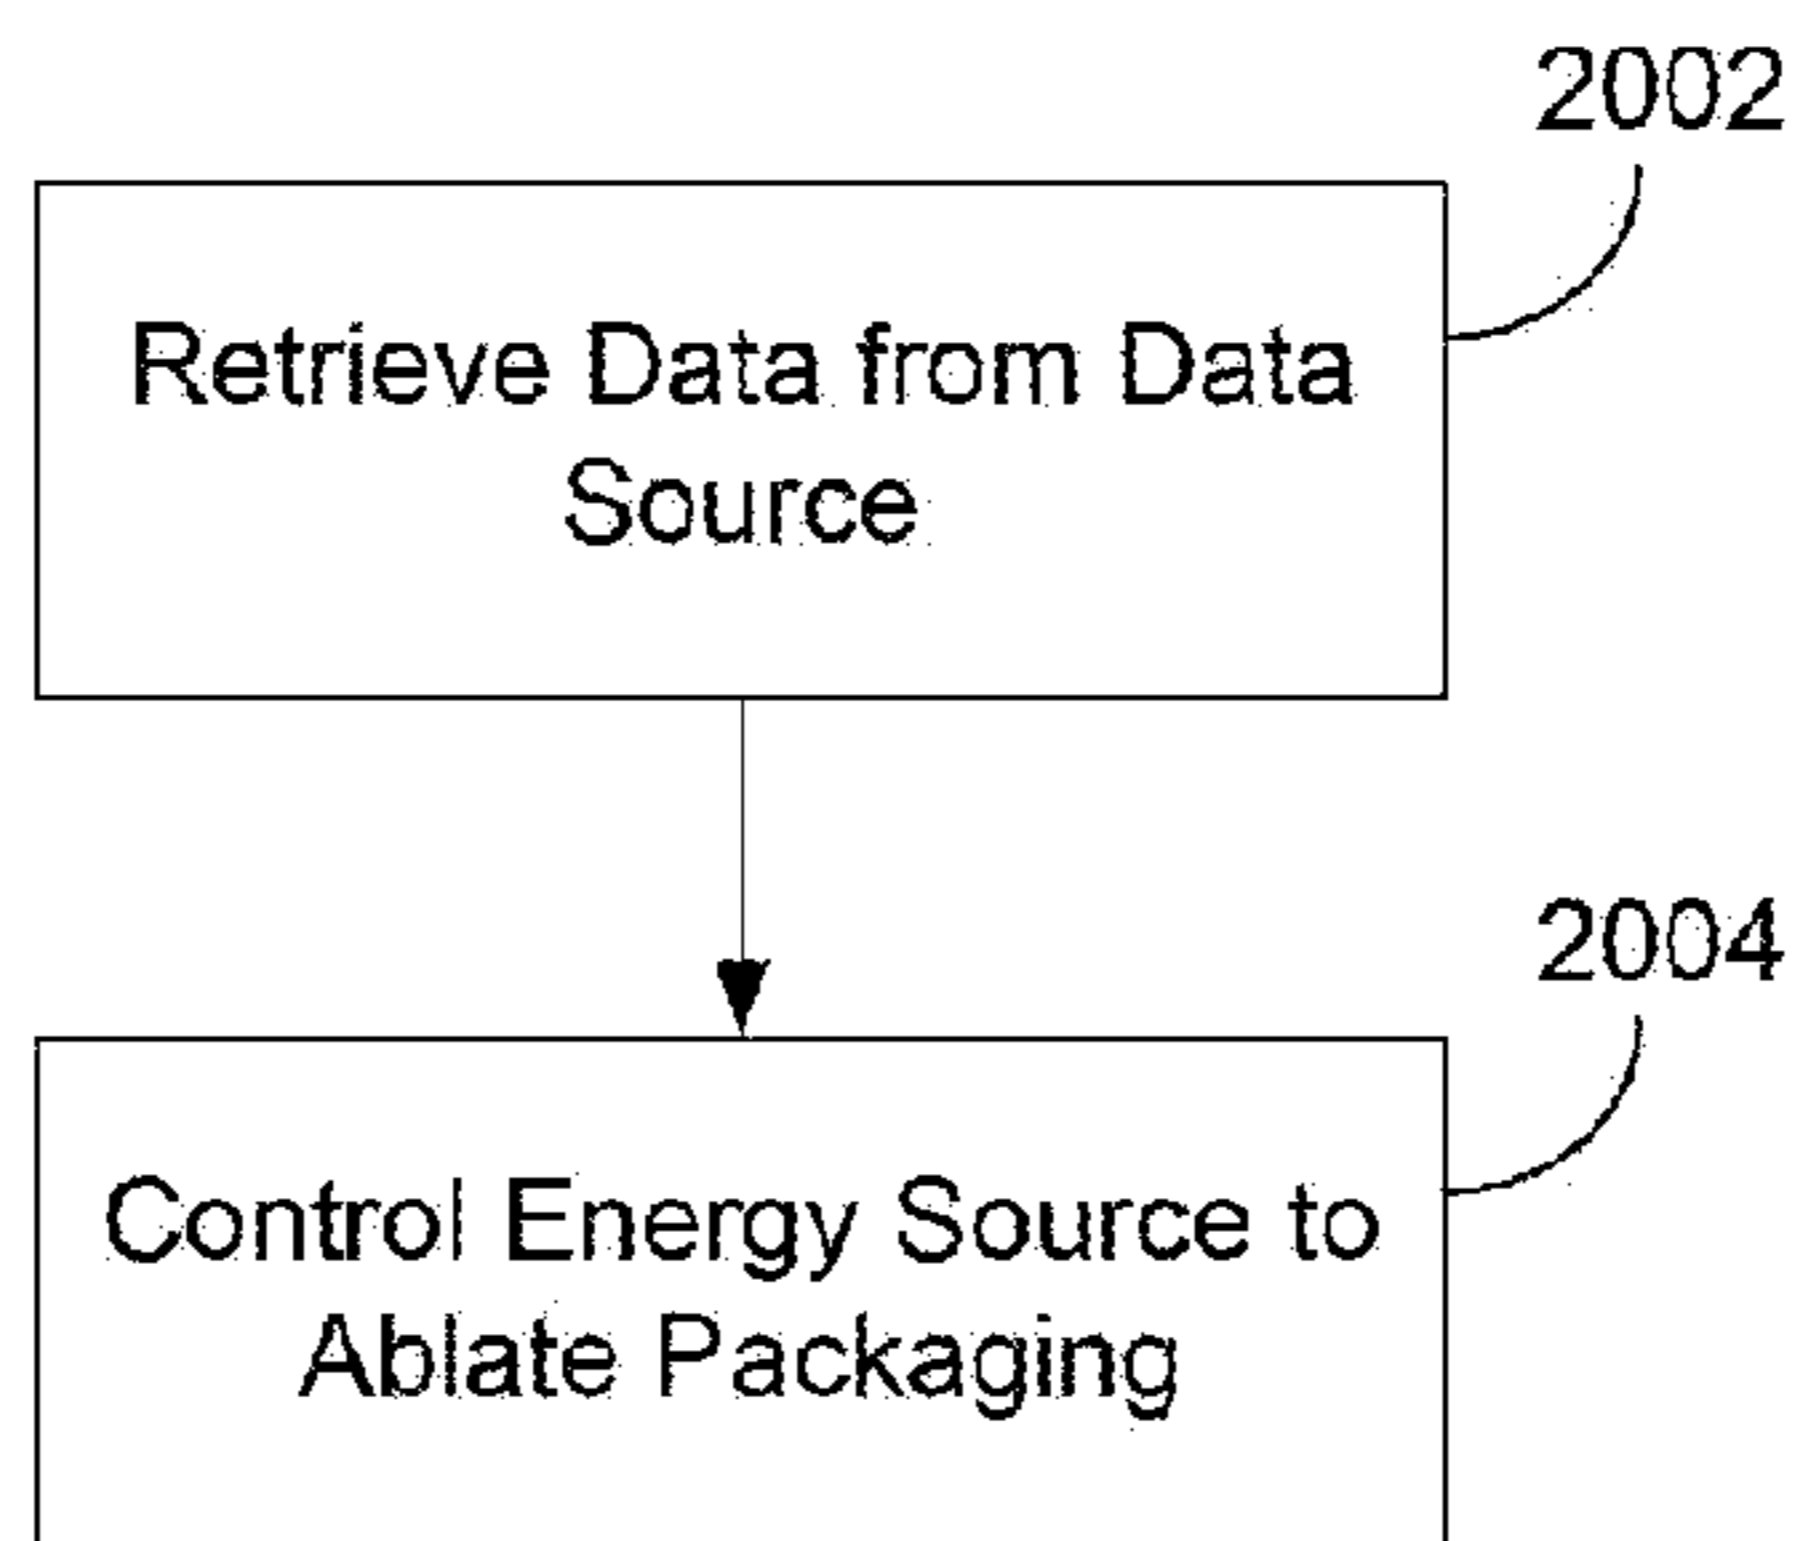 2002
Retrieve Data from Data
Source
2004
Control Energy Source to
Ablate Packaging